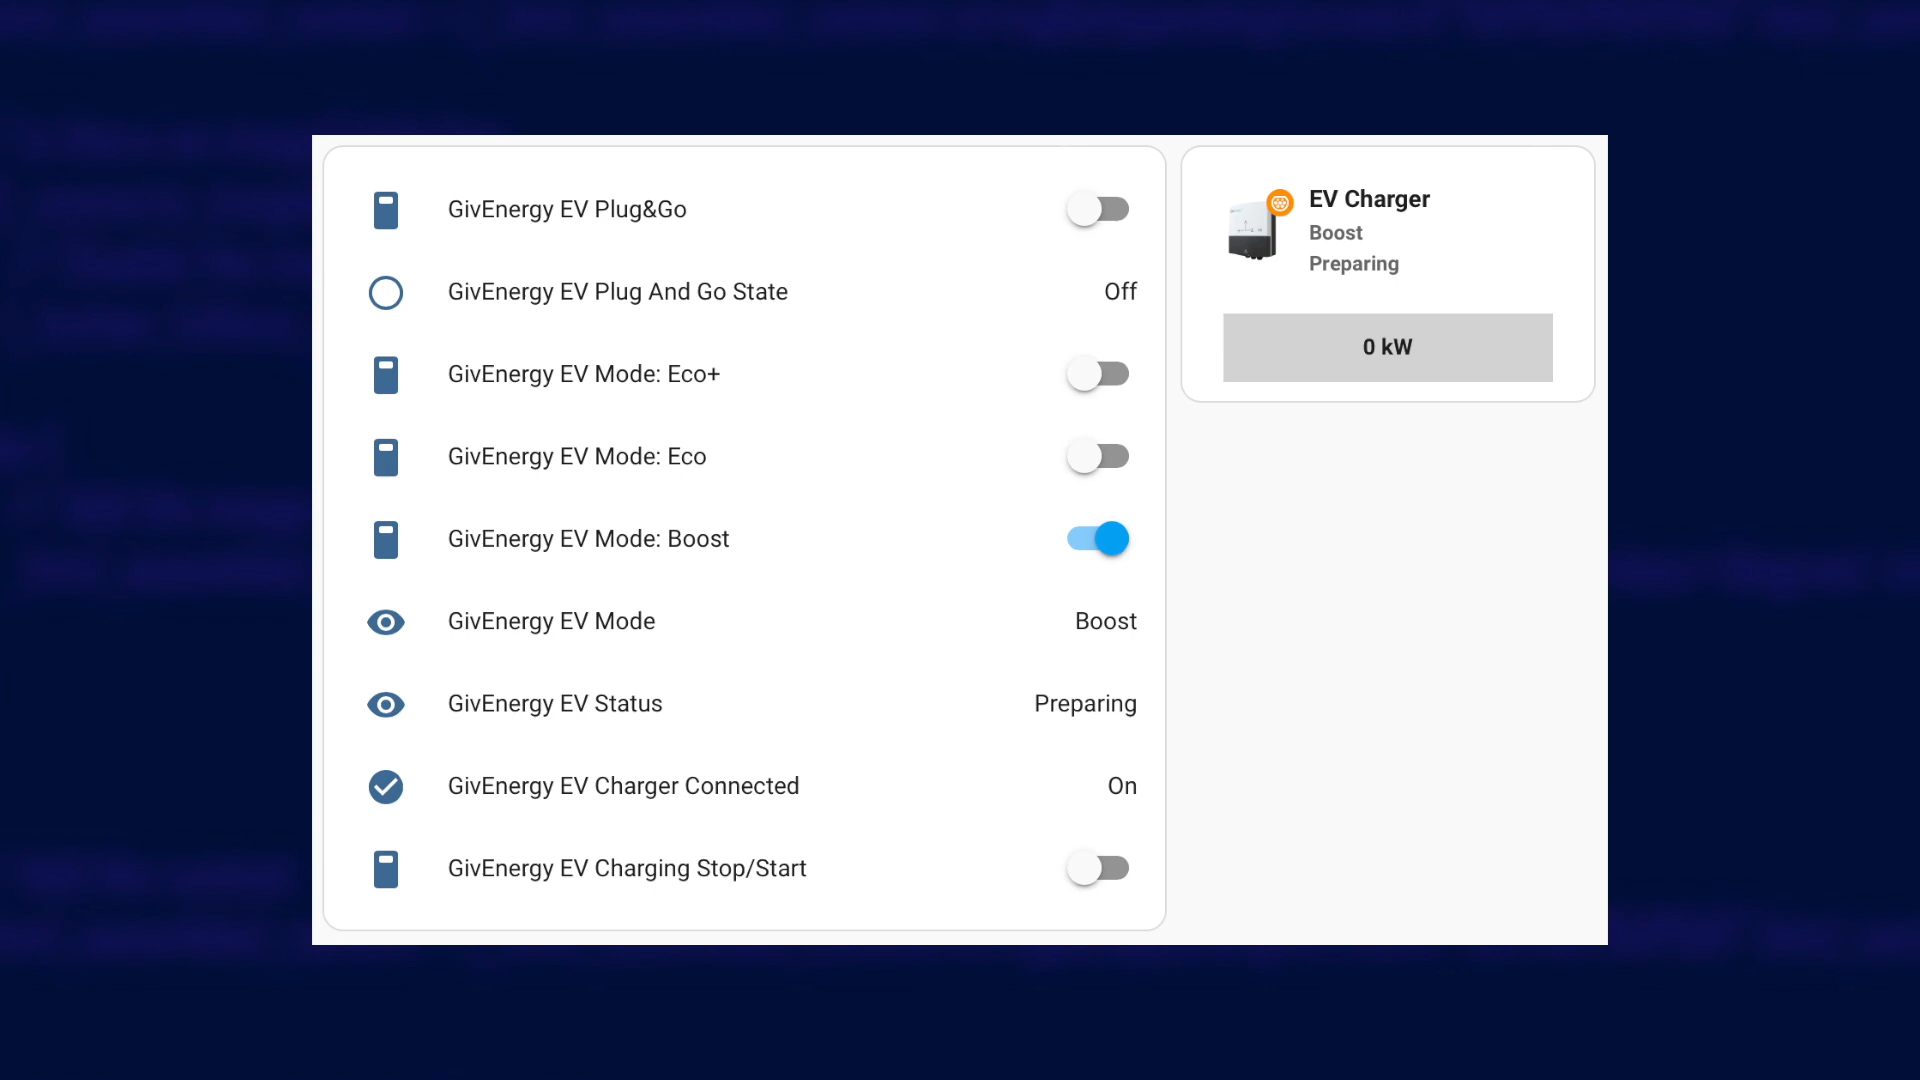 GivEnergy EV Plug&Go
GivEnergy EV Plug And Go State Off
GivEnergy EV Mode: Eco+
GivEnergy EV Mode: Eco
GivEnergy EV Mode: Boost
GivEnergy EV Mode Boost
GivEnergy EV Status Preparing
GivEnergy EV Charger Connected On
GivEnergy EV Charging Stop/Start
EV Charger
Boost
Preparing
0 kW